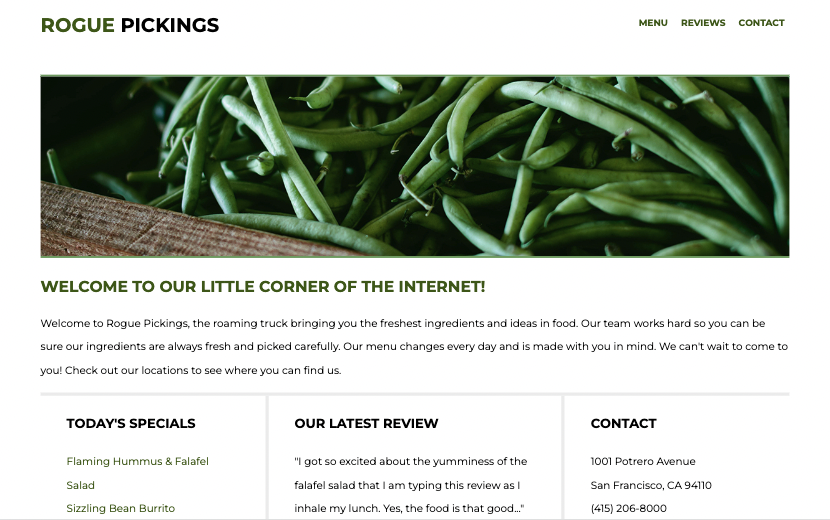 ROGUE PICKINGS
MENU REVIEWS CONTACT
WELCOME TO OUR LITTLE CORNER OF THE INTERNET!
Welcome to Rogue Pickings, the roaming truck bringing you the freshest ingredients and ideas in food. Our team works hard so you can be
sure our ingredients are always fresh and picked carefully. Our menu changes every day and is made with you in mind. We can't wait to come to
you! Check out our locations to see where you can find us.
TODAY'S SPECIALS
Flaming Hummus & Falafel
Salad
Sizzling Bean Burrito
OUR LATEST REVIEW
"I got so excited about the yumminess of the
falafel salad that I am typing this review as I
inhale my lunch. Yes, the food is that good..."
CONTACT
1001 Potrero Avenue
San Francisco, CA 94110
(415) 206-8000